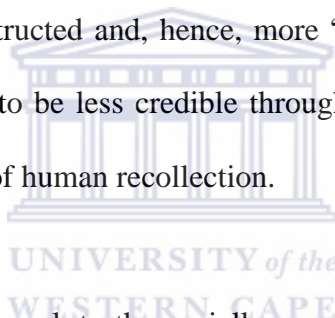 tructed and, hence, more ‘
to be less credible through
of human recollection.
UNIVERSITY of the
WESTERN CAPE